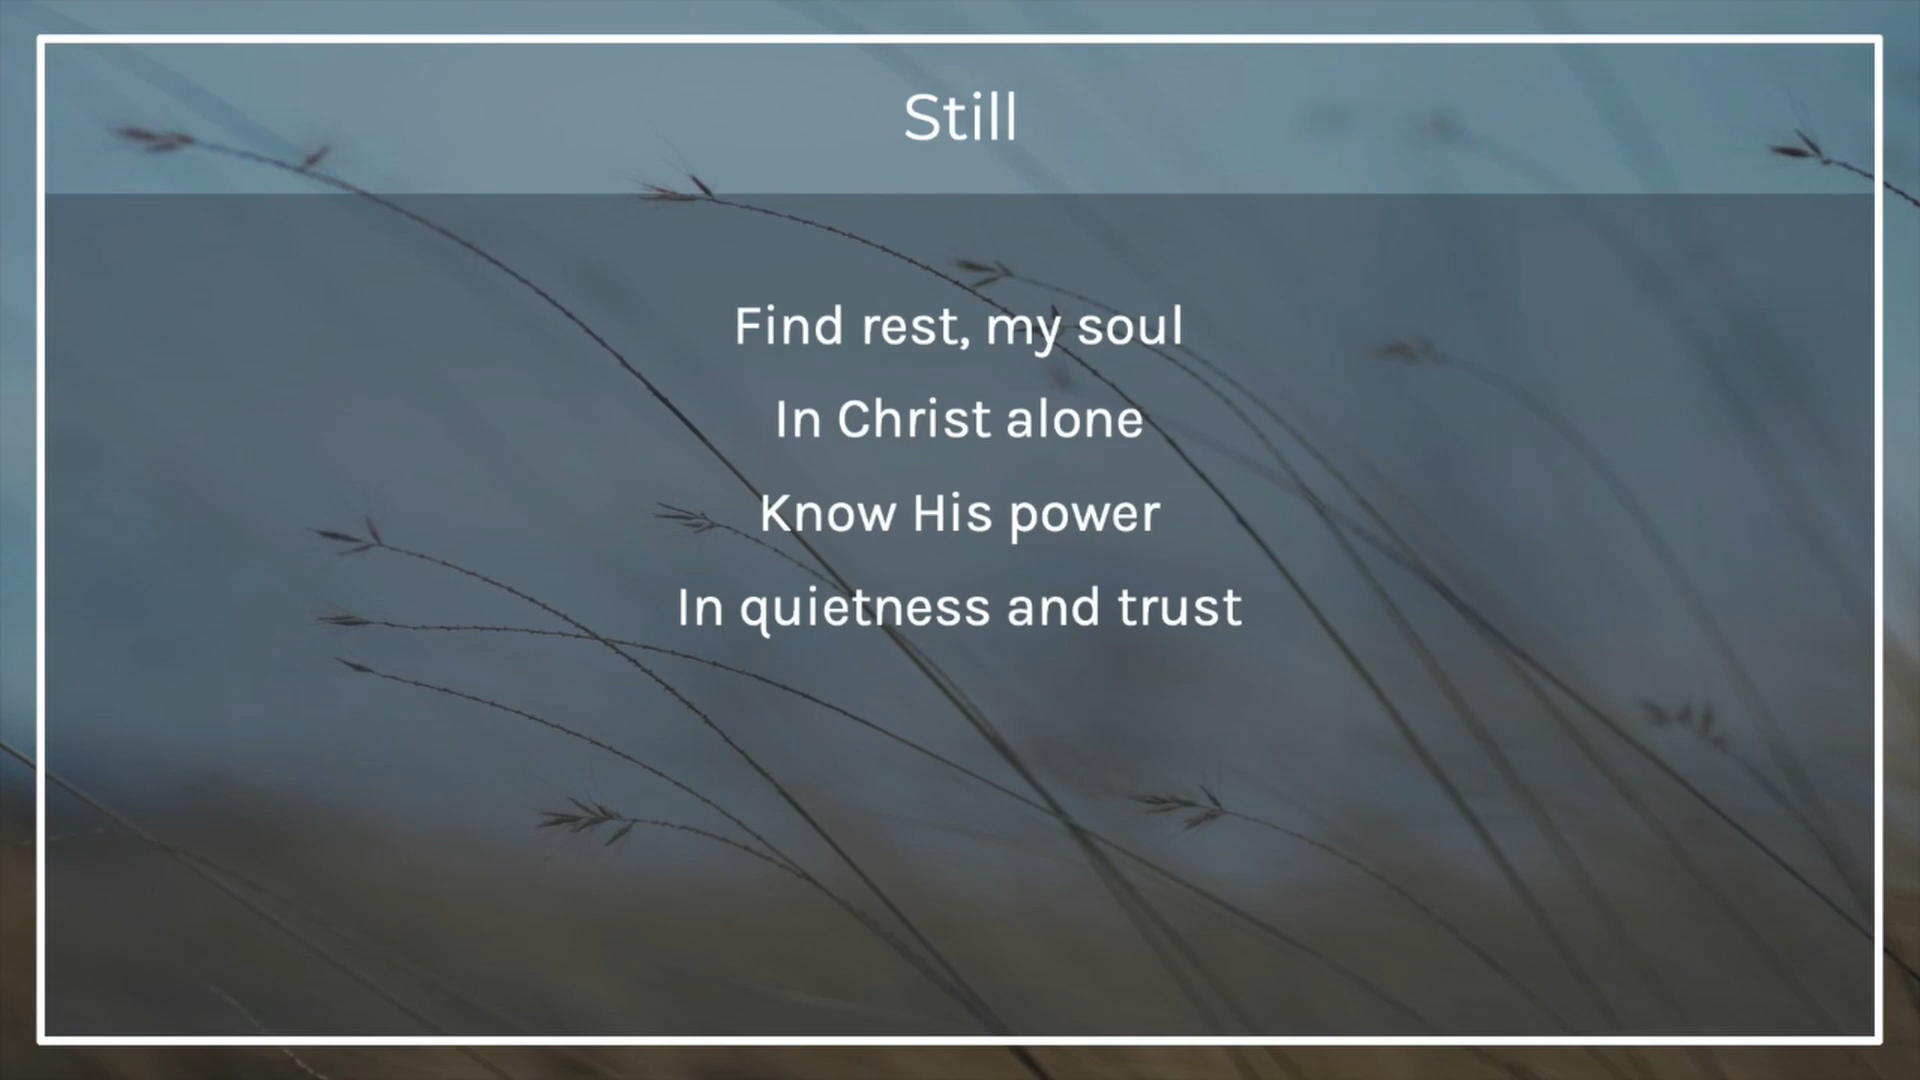 Still
Find rest, my soul
In Christ alone
Know His power
In quietness and trust